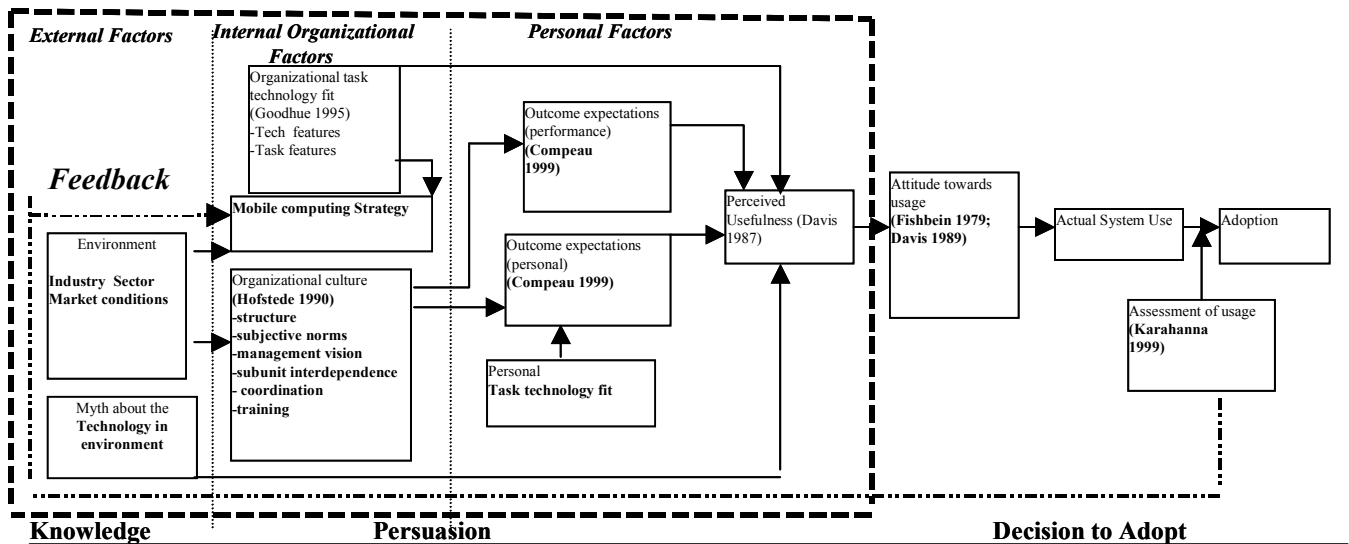 External Factors
Internal Organizational
Factors
Personal Factors
Organizational task
technology fit
(Goodhue 1995)
-Tech features
-Task features
Outcome expectations
(performance)
(Compeau
1999)
Feedback
Mobile computing Strategy
Perceived
Usefulness (Davis
1987)
Attitude towards
usage
(Fishbein 1979;
Davis 1989)
Actual System Use
Adoption
Environment
Industry Sector
Market conditions
Outcome expectations
(personal)
(Compeau 1999)
Organizational culture
(Hofstede 1990)
-structure
-subjective norms
-management vision
-subunit interdependence
- coordination
-training
Assessment of usage
(Karahanna
1999)
Personal
Task technology fit
Myth about the
Technology in
environment
Knowledge
Persuasion
Decision to Adopt